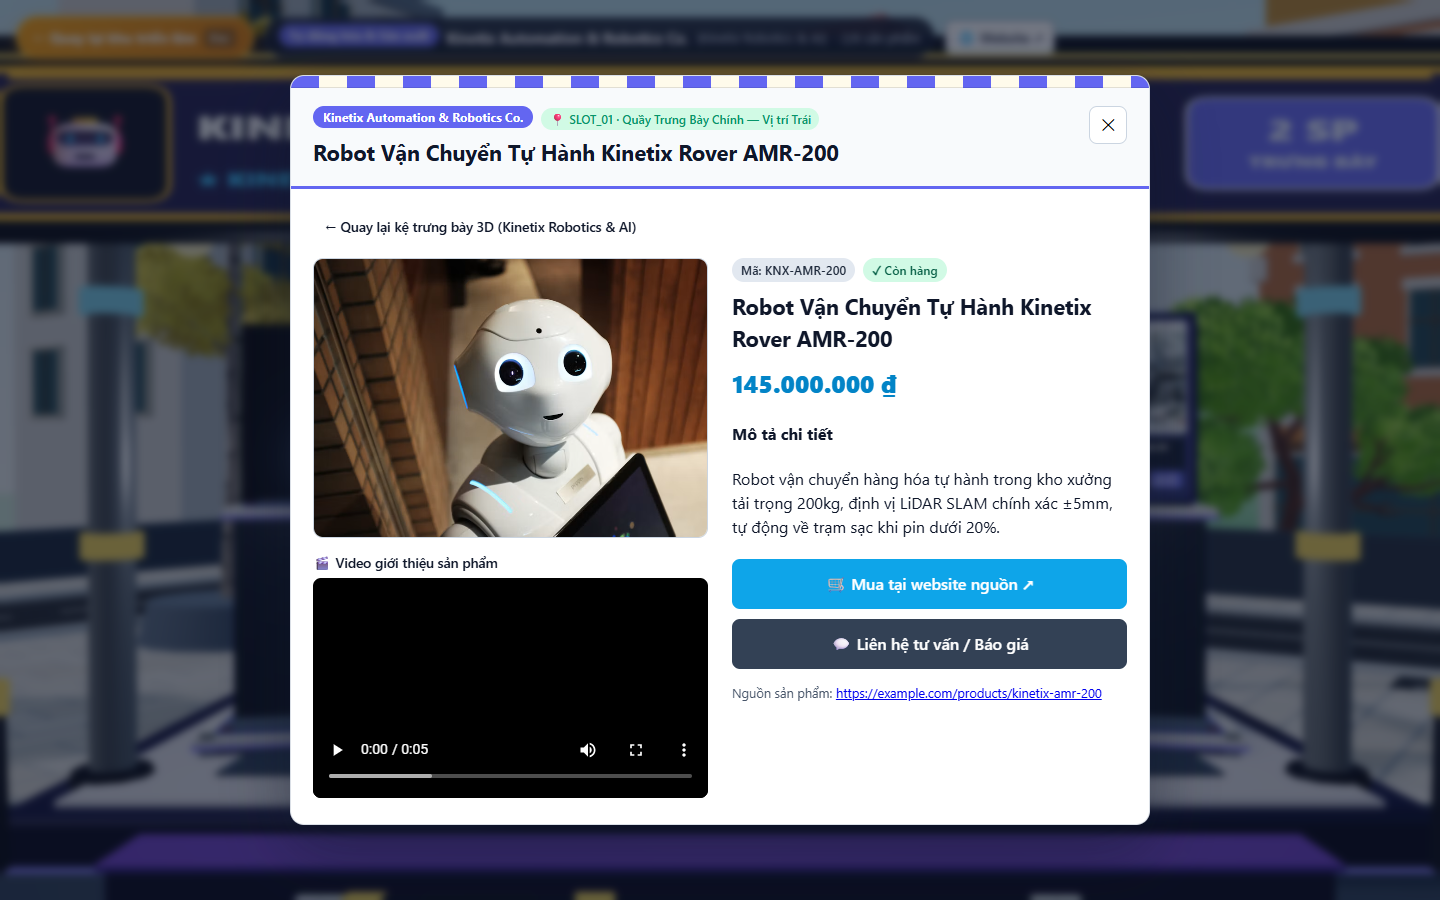 Kinetix Automation & Robotics Co.
📍 SLOT_01 · Quầy Trưng Bày Chính — Vị trí Trái
Robot Vận Chuyển Tự Hành Kinetix Rover AMR-200
← Quay lại kệ trưng bày 3D (Kinetix Robotics & AI)
Mã: KNX-AMR-200
✓ Còn hàng
Robot Vận Chuyển Tự Hành Kinetix
Rover AMR-200
145.000.000 ₫
Mô tả chi tiết
Robot vận chuyển hàng hóa tự hành trong kho xưởng
tải trọng 200kg, định vị LiDAR SLAM chính xác ±5mm,
tự động về trạm sạc khi pin dưới 20%.
Mua tại website nguồn ↗
Liên hệ tư vấn / Báo giá
Nguồn sản phẩm: https://example.com/products/kinetix-amr-200
🎬 Video giới thiệu sản phẩm
0:00 / 0:05
2 SP
TRƯNG BÀY